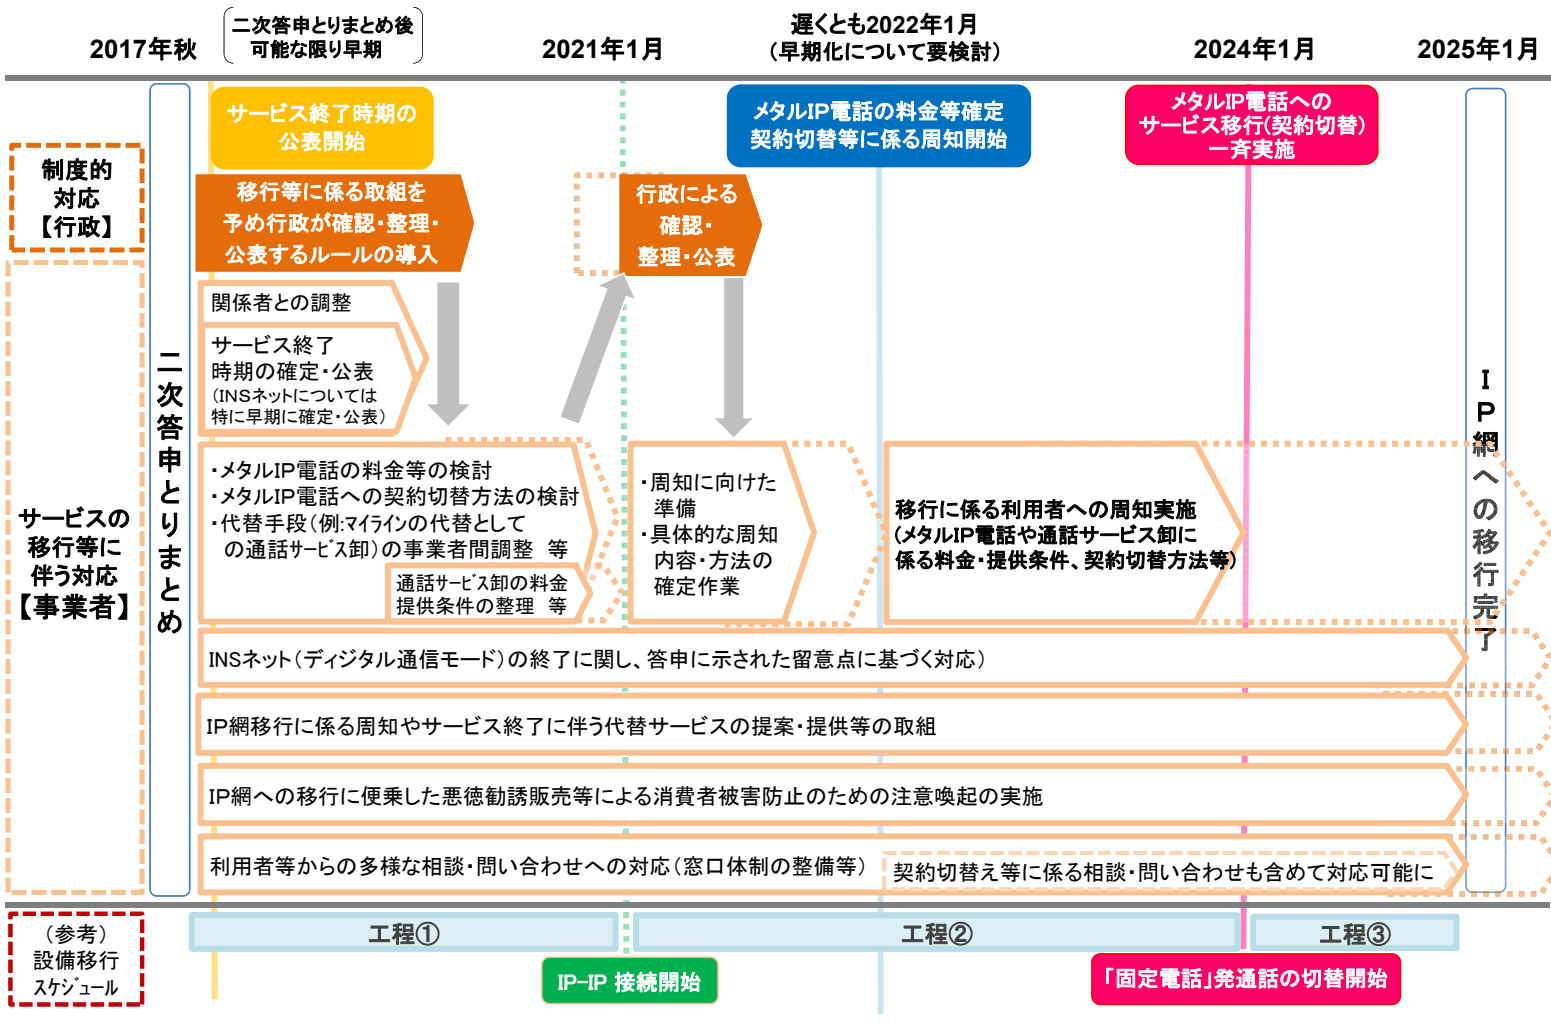 2017年秋
二次答申とりまとめ後
可能な限り早期
2021年1月
遅くとも2022年1月
(早期化について要検討)
2024年1月
2025年1月
サービス終了時期の
公表開始
メタルIP電話の料金等確定
契約切替等に係る周知開始
メタルIP電話への
サービス移行(契約切替)
一斉実施
制度的
対応
【行政】
移行等に係る取組を
予め行政が確認・整理・
公表するルールの導入
行政による
確認・
整理・公表
サービスの
移行等に
伴う対応
【事業者】
二次答申とりまとめ
関係者との調整
サービス終了
時期の確定・公表
(INSネットについては
特に早期に確定・公表)
・メタルIP電話の料金等の検討
・メタルIP電話への契約切替方法の検討
・代替手段(例:マイラインの代替として
の通話サービス卸)の事業者間調整 等
通話サービス卸の料金
提供条件の整理 等
・周知に向けた
準備
・具体的な周知
内容・方法の
確定作業
移行に係る利用者への周知実施
(メタルIP電話や通話サービス卸に
係る料金・提供条件、契約切替方法等)
IP網への移行完了
INSネット(ディジタル通信モード)の終了に関し、答申に示された留意点に基づく対応)
IP網移行に係る周知やサービス終了に伴う代替サービスの提案・提供等の取組
IP網への移行に便乗した悪徳勧誘販売等による消費者被害防止のための注意喚起の実施
利用者等からの多様な相談・問い合わせへの対応(窓口体制の整備等)
契約切替え等に係る相談・問い合わせも含めて対応可能に
(参考)
設備移行
スケジュール
工程①
工程②
工程③
IP-IP 接続開始
「固定電話」発通話の切替開始